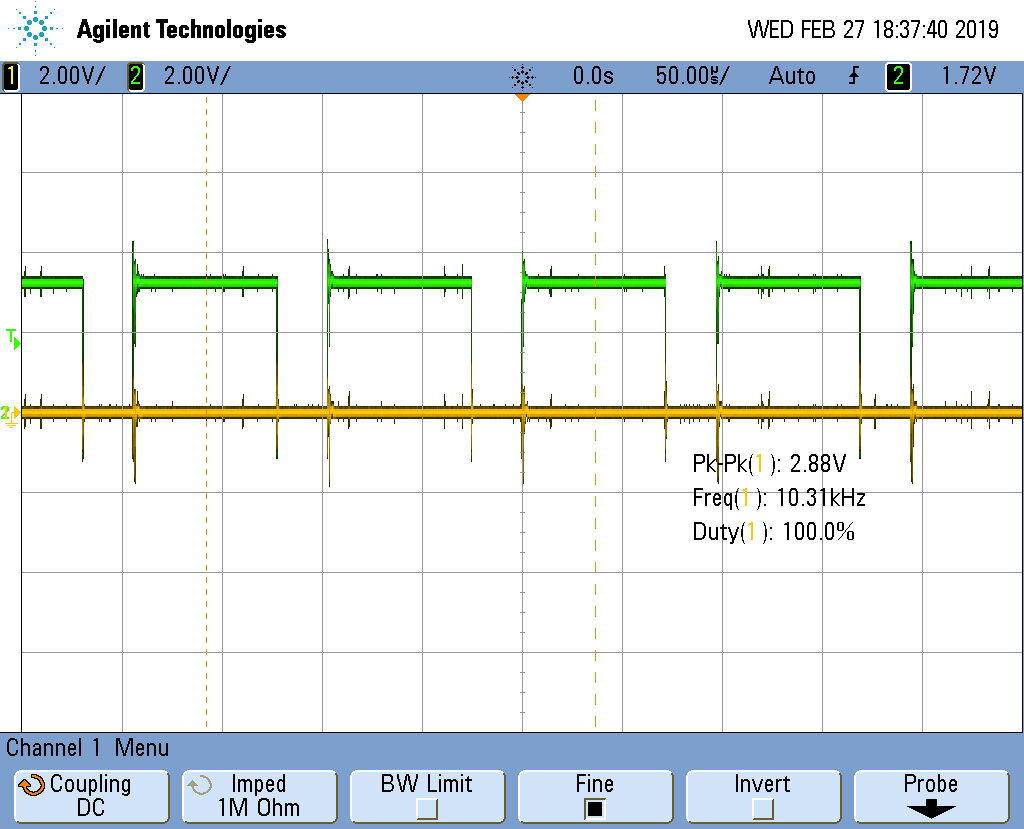 Agilent Technologies
WED FEB 27 18:37:40 2019
1 2.00V/ 2 2.00V/ 0.0s 50.00µs/ Auto 2 1.72V
T
2
Pk-Pk(1): 2.88V
Freq(1): 10.31kHz
Duty(1): 100.0%
Channel 1 Menu
Coupling
DC
Imped
1M Ohm
BW Limit
Fine
Invert
Probe